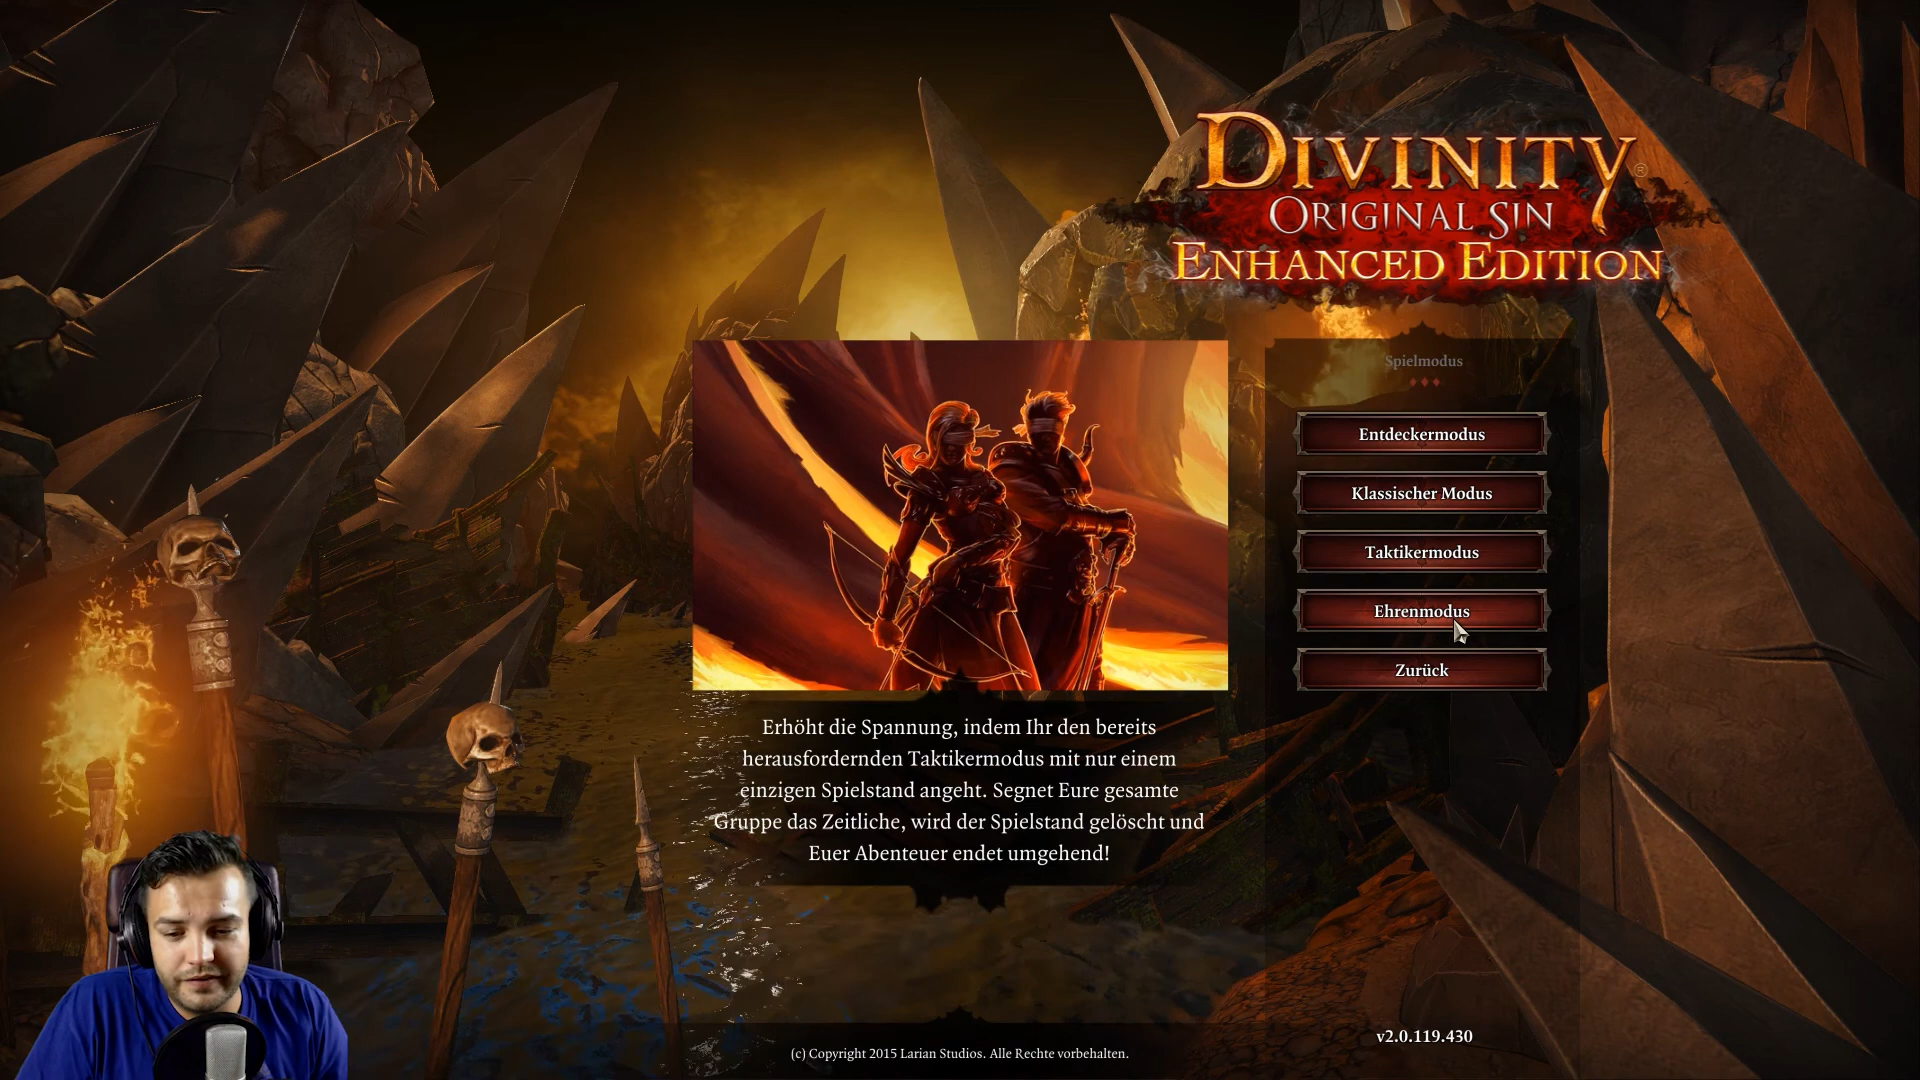 DIVINITY®
ORIGINAL SIN
ENHANCED EDITION
Spielmodus
Entdeckermodus
Klassischer Modus
Taktikermodus
Ehrenmodus
Zurück
Erhöht die Spannung, indem Ihr den bereits
herausfordernden Taktikermodus mit nur einem
einzigen Spielstand angeht. Segnet Eure gesamte
Gruppe das Zeitliche, wird der Spielstand gelöscht und
Euer Abenteuer endet umgehend!
v2.0.119.430
(c) Copyright 2015 Larian Studios. Alle Rechte vorbehalten.